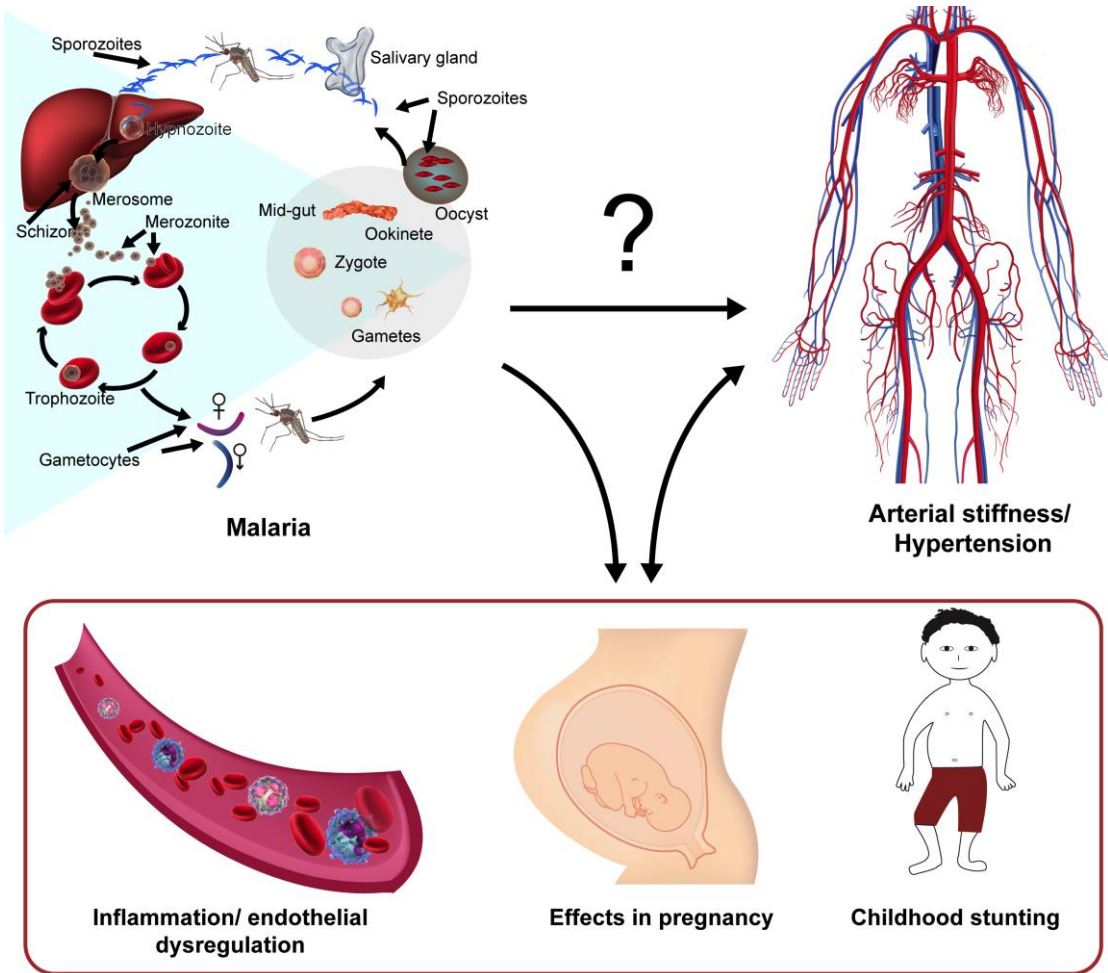 Sporozoites
Salivary gland
Sporozoites
Hypnozoite
Merosome
Schizon
Merozonite
Mid-gut
Ookinete
Oocyst
Zygote
Gametes
Trophozoite
Gametocytes
♀
♂
Malaria
?
Arterial stiffness/
Hypertension
Inflammation/ endothelial
dysregulation
Effects in pregnancy
Childhood stunting